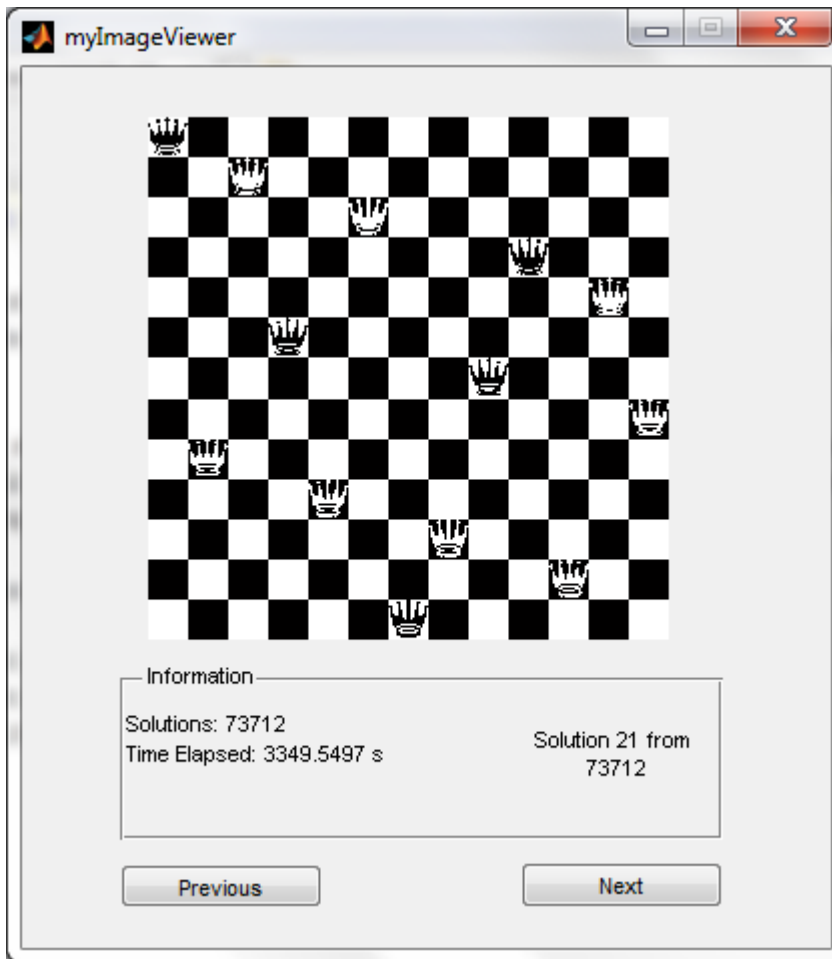 myImageViewer
Information
Solutions: 73712
Time Elapsed: 3349.5497 s
Solution 21 from
73712
Previous
Next